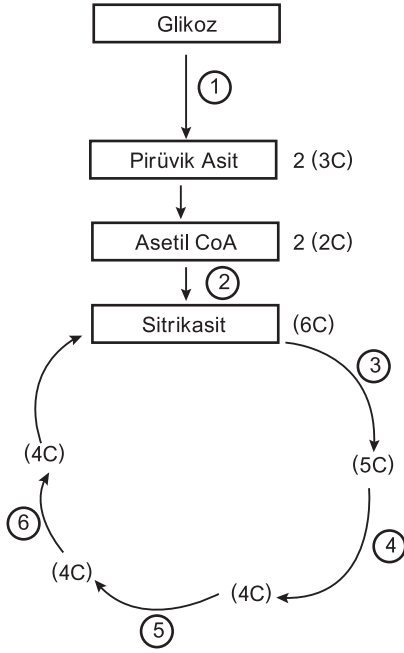 Glikoz
1
Pirüvik Asit 2 (3C)
Asetil CoA 2 (2C)
2
Sitrikasit (6C)
3
(4C)
(5C)
6
4
(4C)
(4C)
5